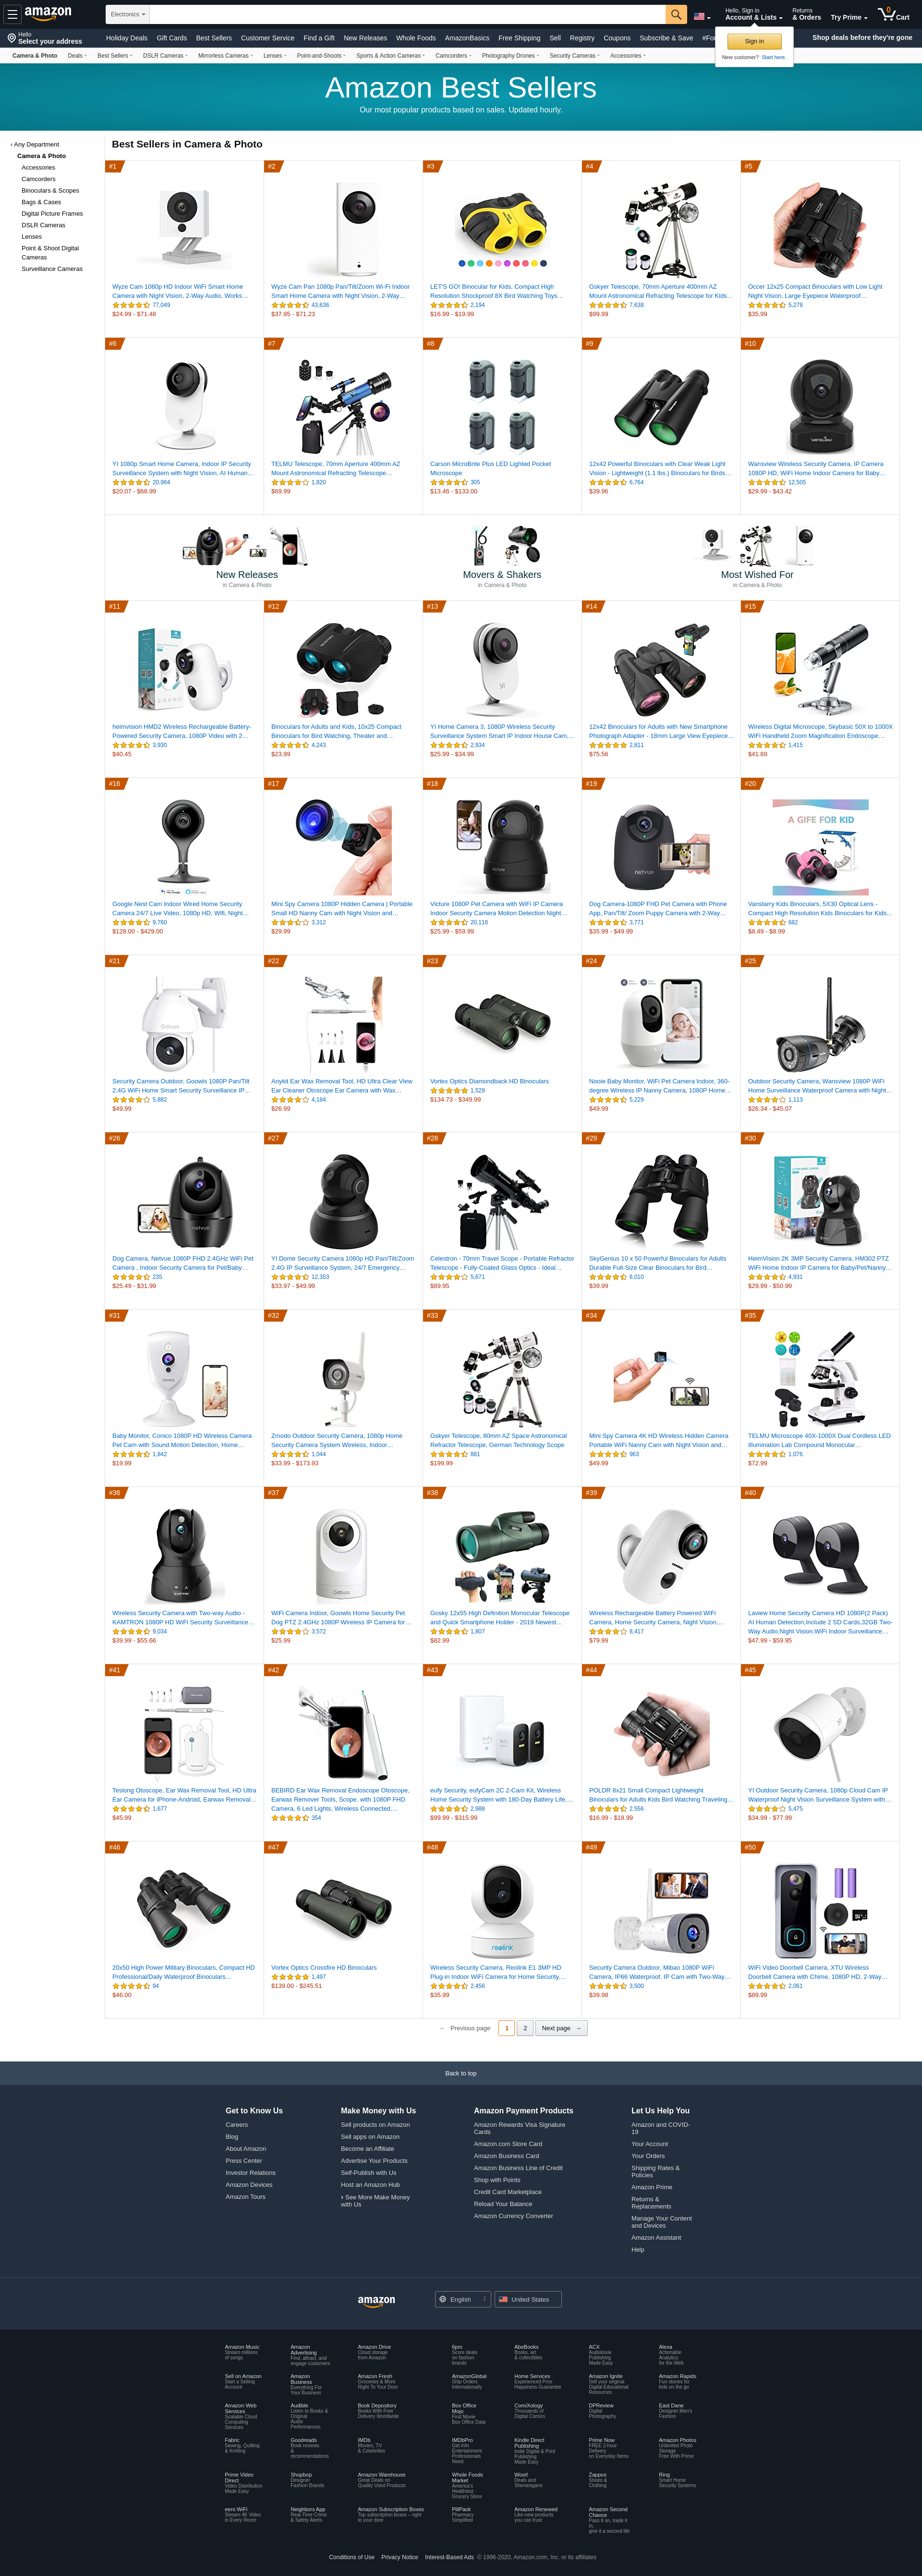 amazon
Electronics
Hello, Sign in
Account & Lists
Returns
& Orders
Try Prime
0
Cart
Hello
Select your address
Holiday Deals
Gift Cards
Best Sellers
Customer Service
Find a Gift
New Releases
Whole Foods
AmazonBasics
Free Shipping
Sell
Registry
Coupons
Subscribe & Save
Shop deals before they're gone
Sign in
New customer? Start here.
Camera & Photo
Deals
Best Sellers
DSLR Cameras
Mirrorless Cameras
Lenses
Point-and-Shoots
Sports & Action Cameras
Camcorders
Photography Drones
Security Cameras
Accessories
Amazon Best Sellers
Our most popular products based on sales. Updated hourly.
‹ Any Department
Camera & Photo
Accessories
Camcorders
Binoculars & Scopes
Bags & Cases
Digital Picture Frames
DSLR Cameras
Lenses
Point & Shoot Digital
Cameras
Surveillance Cameras
Best Sellers in Camera & Photo
#1
Wyze Cam 1080p HD Indoor WiFi Smart Home
Camera with Night Vision, 2-Way Audio, Works…
77,049
$24.99 - $71.48
#2
Wyze Cam Pan 1080p Pan/Tilt/Zoom Wi-Fi Indoor
Smart Home Camera with Night Vision, 2-Way…
43,636
$37.95 - $71.23
#3
LET'S GO! Binocular for Kids, Compact High
Resolution Shockproof 8X Bird Watching Toys…
2,194
$16.99 - $19.99
#4
Gskyer Telescope, 70mm Aperture 400mm AZ
Mount Astronomical Refracting Telescope for Kids…
7,638
$99.99
#5
Occer 12x25 Compact Binoculars with Low Light
Night Vision, Large Eyepiece Waterproof…
5,278
$35.99
#6
YI 1080p Smart Home Camera, Indoor IP Security
Surveillance System with Night Vision, AI Human…
20,964
$20.07 - $68.99
#7
TELMU Telescope, 70mm Aperture 400mm AZ
Mount Astronomical Refracting Telescope…
1,820
$69.99
#8
Carson MicroBrite Plus LED Lighted Pocket
Microscope
305
$13.46 - $133.00
#9
12x42 Powerful Binoculars with Clear Weak Light
Vision - Lightweight (1.1 lbs.) Binoculars for Birds…
6,764
$39.96
#10
Wansview Wireless Security Camera, IP Camera
1080P HD, WiFi Home Indoor Camera for Baby…
12,505
$29.99 - $43.42
New Releases
in Camera & Photo
Movers & Shakers
in Camera & Photo
Most Wished For
in Camera & Photo
#11
heimvision HMD2 Wireless Rechargeable Battery-
Powered Security Camera, 1080P Video with 2…
3,930
$40.45
#12
Binoculars for Adults and Kids, 10x25 Compact
Binoculars for Bird Watching, Theater and…
4,243
$23.99
#13
YI Home Camera 3, 1080P Wireless Security
Surveillance System Smart IP Indoor House Cam,…
2,934
$25.99 - $34.99
#14
12x42 Binoculars for Adults with New Smartphone
Photograph Adapter - 18mm Large View Eyepiece…
2,811
$75.56
#15
Wireless Digital Microscope, Skybasic 50X to 1000X
WiFi Handheld Zoom Magnification Endoscope…
1,415
$41.89
#16
Google Nest Cam Indoor Wired Home Security
Camera 24/7 Live Video, 1080p HD, Wifi, Night…
9,760
$128.00 - $429.00
#17
Mini Spy Camera 1080P Hidden Camera | Portable
Small HD Nanny Cam with Night Vision and…
3,312
$29.99
#18
Victure 1080P Pet Camera with WiFi IP Camera
Indoor Security Camera Motion Detection Night…
20,116
$25.99 - $59.99
#19
netvue
Dog Camera-1080P FHD Pet Camera with Phone
App, Pan/Tilt/ Zoom Puppy Camera with 2-Way…
3,771
$35.99 - $49.99
#20
A GIFE FOR KID
Vanstarry Kids Binoculars, 5X30 Optical Lens -
Compact High Resolution Kids Binoculars for Kids…
682
$8.49 - $8.99
#21
Security Camera Outdoor, Goowls 1080P Pan/Tilt
2.4G WiFi Home Smart Security Surveillance IP…
5,882
$49.99
#22
Anykit Ear Wax Removal Tool, HD Ultra Clear View
Ear Cleaner Otoscope Ear Camera with Wax…
4,184
$26.99
#23
Vortex Optics Diamondback HD Binoculars
1,529
$134.73 - $349.99
#24
Nooie Baby Monitor, WiFi Pet Camera Indoor, 360-
degree Wireless IP Nanny Camera, 1080P Home…
5,229
$49.99
#25
Outdoor Security Camera, Wansview 1080P WiFi
Home Surveillance Waterproof Camera with Night…
1,113
$26.34 - $45.07
#26
netvue
Dog Camera, Netvue 1080P FHD 2.4GHz WiFi Pet
Camera , Indoor Security Camera for Pet/Baby…
235
$25.49 - $31.99
#27
YI Dome Security Camera 1080p HD Pan/Tilt/Zoom
2.4G IP Surveillance System, 24/7 Emergency…
12,353
$33.97 - $49.99
#28
Celestron - 70mm Travel Scope - Portable Refractor
Telescope - Fully-Coated Glass Optics - Ideal…
5,671
$89.95
#29
SkyGenius 10 x 50 Powerful Binoculars for Adults
Durable Full-Size Clear Binoculars for Bird…
6,010
$39.99
#30
HeimVision 2K 3MP Security Camera, HM302 PTZ
WiFi Home Indoor IP Camera for Baby/Pet/Nanny…
4,931
$29.99 - $50.99
#31
Baby Monitor, Conico 1080P HD Wireless Camera
Pet Cam with Sound Motion Detection, Home…
1,842
$19.99
#32
Zmodo Outdoor Security Camera, 1080p Home
Security Camera System Wireless, Indoor…
1,044
$33.99 - $173.93
#33
Gskyer Telescope, 80mm AZ Space Astronomical
Refractor Telescope, German Technology Scope
881
$199.99
#34
Mini Spy Camera 4K HD Wireless Hidden Camera
Portable WiFi Nanny Cam with Night Vision and…
963
$49.99
#35
TELMU Microscope 40X-1000X Dual Cordless LED
Illumination Lab Compound Monocular…
1,076
$72.99
#36
Wireless Security Camera with Two-way Audio -
KAMTRON 1080P HD WiFi Security Surveillance…
9,034
$39.99 - $55.66
#37
WiFi Camera Indoor, Goowls Home Security Pet
Dog PTZ 2.4GHz 1080P Wireless IP Camera for…
3,572
$25.99
#38
Gosky 12x55 High Definition Monocular Telescope
and Quick Smartphone Holder - 2019 Newest…
1,807
$82.99
#39
Wireless Rechargeable Battery Powered WiFi
Camera, Home Security Camera, Night Vision,…
8,417
$79.99
#40
Laview Home Security Camera HD 1080P(2 Pack)
AI Human Detection,Include 2 SD Cards,32GB Two-
Way Audio,Night Vision,WiFi Indoor Surveillance…
$47.99 - $59.95
#41
Teslong Otoscope, Ear Wax Removal Tool, HD Ultra
Ear Camera for iPhone-Android, Earwax Removal…
1,677
$45.99
#42
BEBIRD Ear Wax Removal Endoscope Otoscope,
Earwax Remover Tools, Scope, with 1080P FHD
Camera, 6 Led Lights, Wireless Connected,…
354
#43
eufy Security, eufyCam 2C 2-Cam Kit, Wireless
Home Security System with 180-Day Battery Life,…
2,988
$99.99 - $315.99
#44
POLDR 8x21 Small Compact Lightweight
Binoculars for Adults Kids Bird Watching Traveling…
2,556
$16.99 - $18.99
#45
YI Outdoor Security Camera, 1080p Cloud Cam IP
Waterproof Night Vision Surveillance System with…
5,475
$34.99 - $77.99
#46
20x50 High Power Military Binoculars, Compact HD
Professional/Daily Waterproof Binoculars…
94
$46.00
#47
Vortex Optics Crossfire HD Binoculars
1,497
$139.00 - $245.51
#48
reolink
Wireless Security Camera, Reolink E1 3MP HD
Plug-in Indoor WiFi Camera for Home Security,…
2,456
$35.99
#49
Security Camera Outdoor, Mibao 1080P WiFi
Camera, IP66 Waterproof, IP Cam with Two-Way…
3,500
$39.98
#50
WiFi Video Doorbell Camera, XTU Wireless
Doorbell Camera with Chime, 1080P HD, 2-Way…
2,061
$89.99
← Previous page
1
2
Next page →
Back to top
Get to Know Us
Careers
Blog
About Amazon
Press Center
Investor Relations
Amazon Devices
Amazon Tours
Make Money with Us
Sell products on Amazon
Sell apps on Amazon
Become an Affiliate
Advertise Your Products
Self-Publish with Us
Host an Amazon Hub
› See More Make Money
with Us
Amazon Payment Products
Amazon Rewards Visa Signature
Cards
Amazon.com Store Card
Amazon Business Card
Amazon Business Line of Credit
Shop with Points
Credit Card Marketplace
Reload Your Balance
Amazon Currency Converter
Let Us Help You
Amazon and COVID-
19
Your Account
Your Orders
Shipping Rates &
Policies
Amazon Prime
Returns &
Replacements
Manage Your Content
and Devices
Amazon Assistant
Help
amazon
English
United States
Amazon Music
Stream millions
of songs
Amazon
Advertising
Find, attract, and
engage customers
Amazon Drive
Cloud storage
from Amazon
6pm
Score deals
on fashion
brands
AbeBooks
Books, art
& collectibles
ACX
Audiobook
Publishing
Made Easy
Alexa
Actionable
Analytics
for the Web
Sell on Amazon
Start a Selling
Account
Amazon
Business
Everything For
Your Business
Amazon Fresh
Groceries & More
Right To Your Door
AmazonGlobal
Ship Orders
Internationally
Home Services
Experienced Pros
Happiness Guarantee
Amazon Ignite
Sell your original
Digital Educational
Resources
Amazon Rapids
Fun stories for
kids on the go
Amazon Web
Services
Scalable Cloud
Computing
Services
Audible
Listen to Books &
Original
Audio
Performances
Book Depository
Books With Free
Delivery Worldwide
Box Office
Mojo
Find Movie
Box Office Data
ComiXology
Thousands of
Digital Comics
DPReview
Digital
Photography
East Dane
Designer Men's
Fashion
Fabric
Sewing, Quilting
& Knitting
Goodreads
Book reviews
&
recommendations
IMDb
Movies, TV
& Celebrities
IMDbPro
Get Info
Entertainment
Professionals
Need
Kindle Direct
Publishing
Indie Digital & Print
Publishing
Made Easy
Prime Now
FREE 2-hour
Delivery
on Everyday Items
Amazon Photos
Unlimited Photo
Storage
Free With Prime
Prime Video
Direct
Video Distribution
Made Easy
Shopbop
Designer
Fashion Brands
Amazon Warehouse
Great Deals on
Quality Used Products
Whole Foods
Market
America's
Healthiest
Grocery Store
Woot!
Deals and
Shenanigans
Zappos
Shoes &
Clothing
Ring
Smart Home
Security Systems
eero WiFi
Stream 4K Video
in Every Room
Neighbors App
Real-Time Crime
& Safety Alerts
Amazon Subscription Boxes
Top subscription boxes – right
to your door
PillPack
Pharmacy
Simplified
Amazon Renewed
Like-new products
you can trust
Amazon Second
Chance
Pass it on, trade it
in,
give it a second life
Conditions of Use
Privacy Notice
Interest-Based Ads
© 1996-2020, Amazon.com, Inc. or its affiliates